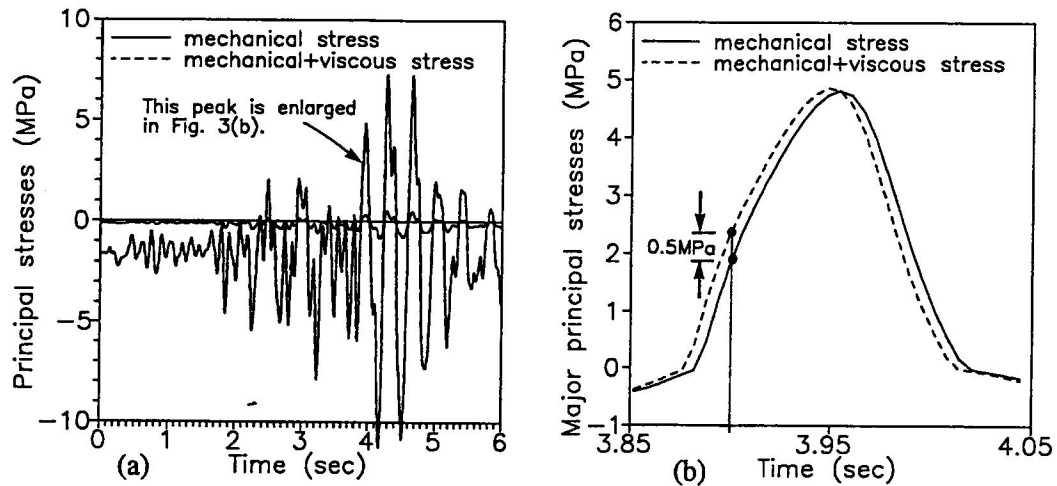 10
mechanical stress
mechanical+viscous stress
This peak is enlarged
in Fig. 3(b).
5
0
−5
−10
Principal stresses (MPa)
0 1 2 3 4 5 6
(a) Time (sec)
6
mechanical stress
mechanical+viscous stress
5
4
3
2
1
0
−1
0.5MPa
Major principal stresses (MPa)
3.85 3.95 4.05
(b) Time (sec)